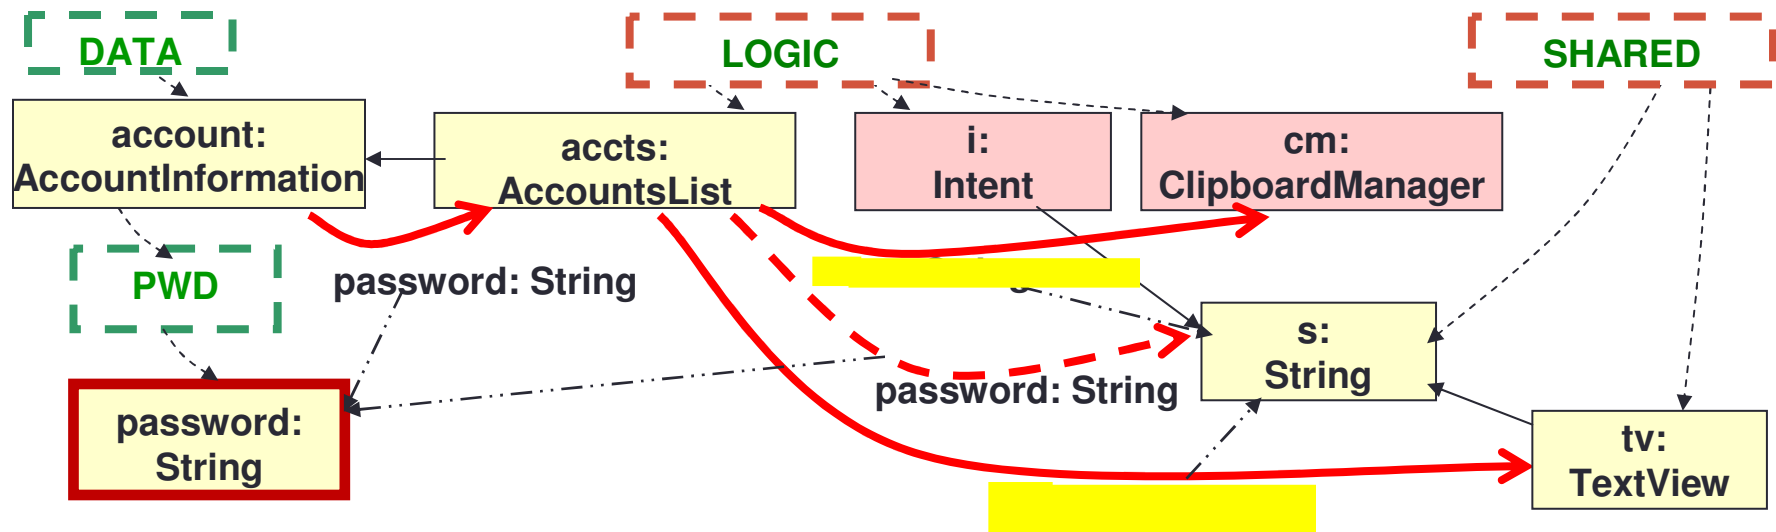 DATA
LOGIC
SHARED
account:
AccountInformation
accts:
AccountsList
i:
Intent
cm:
ClipboardManager
PWD
password: String
s:
String
password: String
password:
String
tv:
TextView